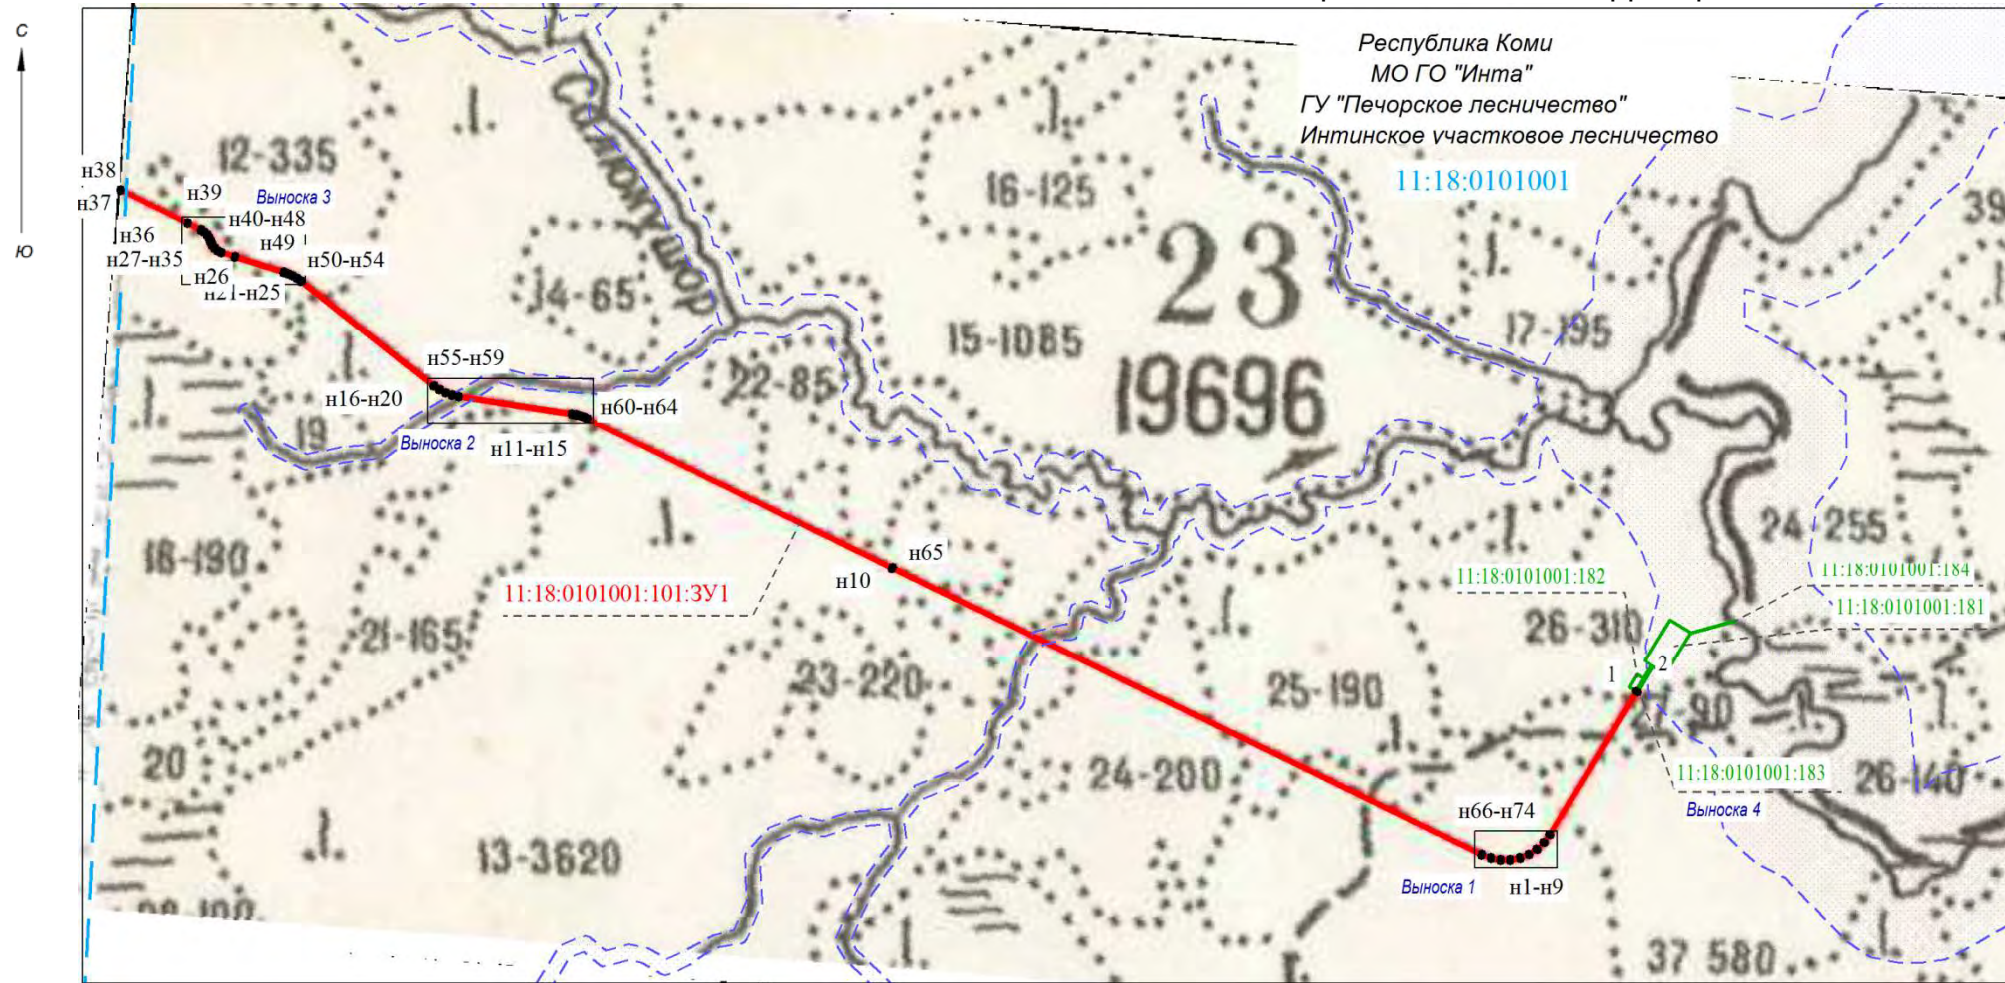 С
Ю
Республика Коми
МО ГО "Инта"
ГУ "Печорское лесничество"
Интинское участковое лесничество
11:18:0101001
12-335
н38
н37
н39
Выноска 3
н40-н48
н36
н49
н27-н35
н50-н54
н26
н21-н25
16-125
23
19696
39
14-65
15-1085
17-195
н55-н59
22-85
н16-н20
н60-н64
19
Выноска 2
н11-н15
24-255
18-190
н65
н10
11:18:0101001:182
11:18:0101001:184
11:18:0101001:101:ЗУ1
11:18:0101001:181
21-165
26-310
1
2
23-220
25-190
27-90
20
24-200
11:18:0101001:183
26-140
Выноска 4
н66-н74
13-3620
Выноска 1
н1-н9
37 580